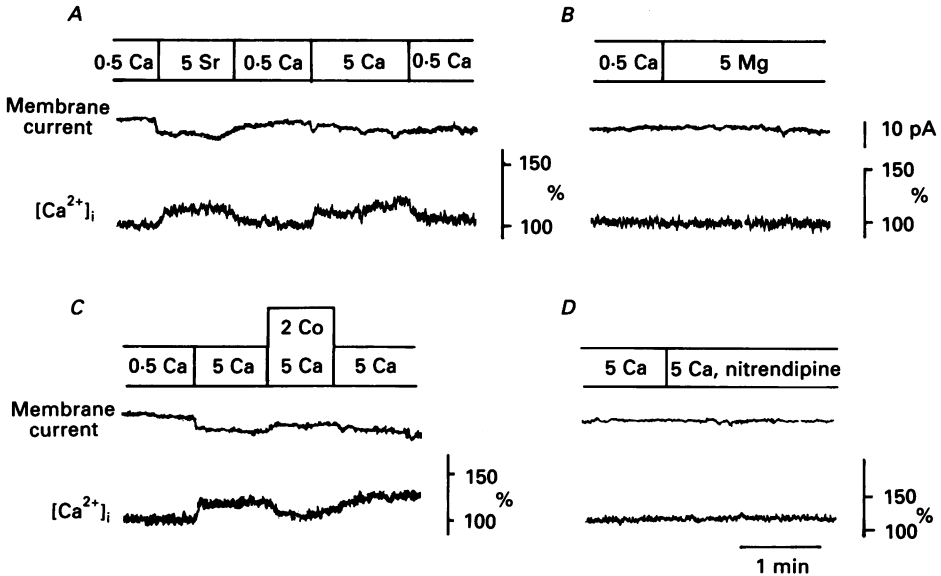 A
0·5 Ca 5 Sr 0·5 Ca 5 Ca 0·5 Ca
Membrane
current
[Ca²⁺]ᵢ
150
%
100
B
0·5 Ca 5 Mg
10 pA
150
%
100
C
2 Co
0·5 Ca 5 Ca 5 Ca 5 Ca
Membrane
current
[Ca²⁺]ᵢ
150
%
100
D
5 Ca 5 Ca, nitrendipine
150
%
100
1 min